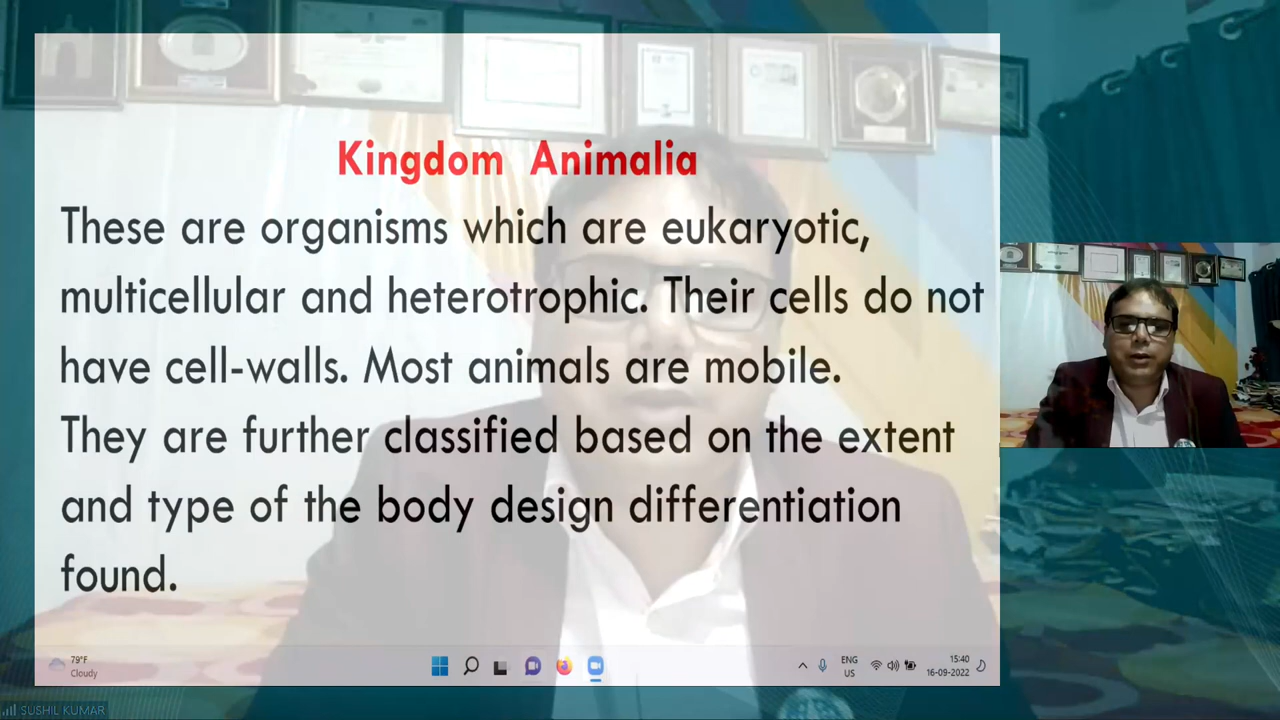 Kingdom Animalia
These are organisms which are eukaryotic,
multicellular and heterotrophic. Their cells do not
have cell-walls. Most animals are mobile.
They are further classified based on the extent
and type of the body design differentiation
found.
79°F
Cloudy
ENG
US
15:40
16-09-2022
SUSHIL KUMAR